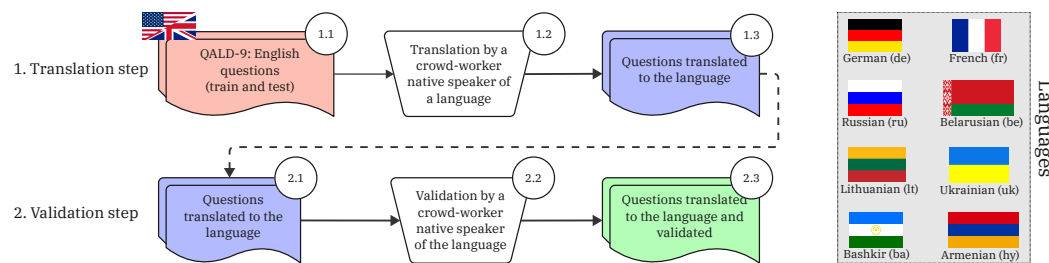 1. Translation step
1.1
QALD-9: English
questions
(train and test)
1.2
Translation by a
crowd-worker
native speaker of
a language
1.3
Questions translated
to the language
2. Validation step
2.1
Questions
translated to the
language
2.2
Validation by a
crowd-worker
native speaker
of the language
2.3
Questions translated
to the language and
validated
German (de)
French (fr)
Russian (ru)
Belarusian (be)
Lithuanian (lt)
Ukrainian (uk)
Bashkir (ba)
Armenian (hy)
Languages